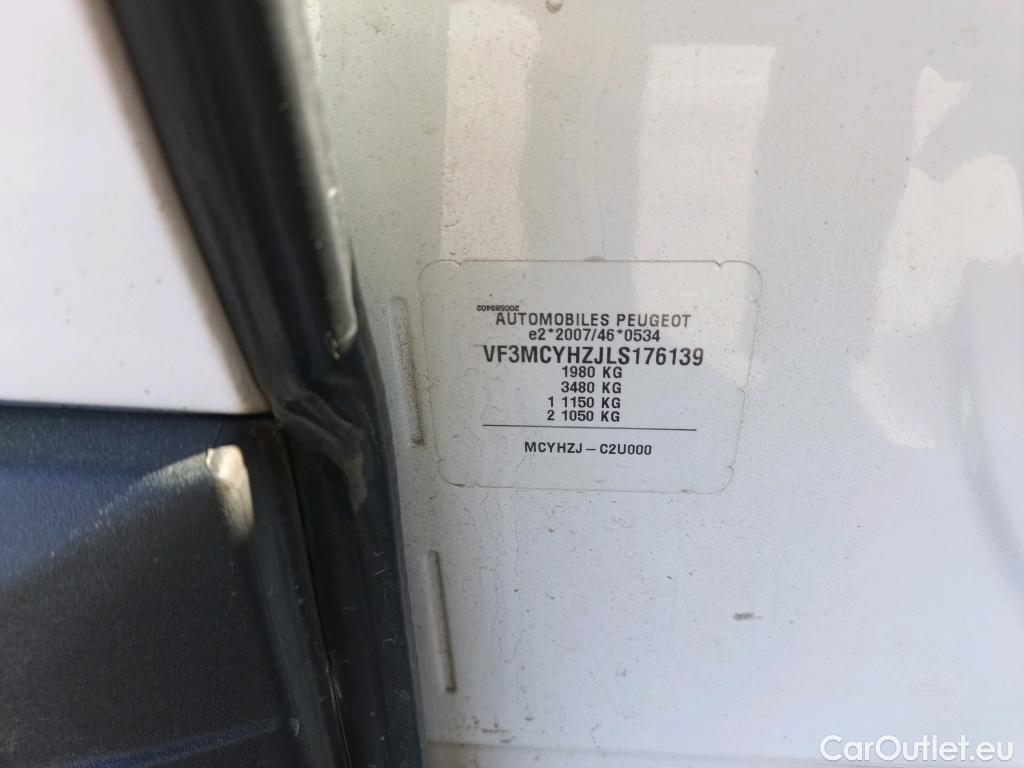 200589402
AUTOMOBILES PEUGEOT
e2*2007/46*0534
VF3MCYHZJLS176139
1980 KG
3480 KG
1 1150 KG
2 1050 KG
MCYHZJ – C2U000
CarOutlet.eu